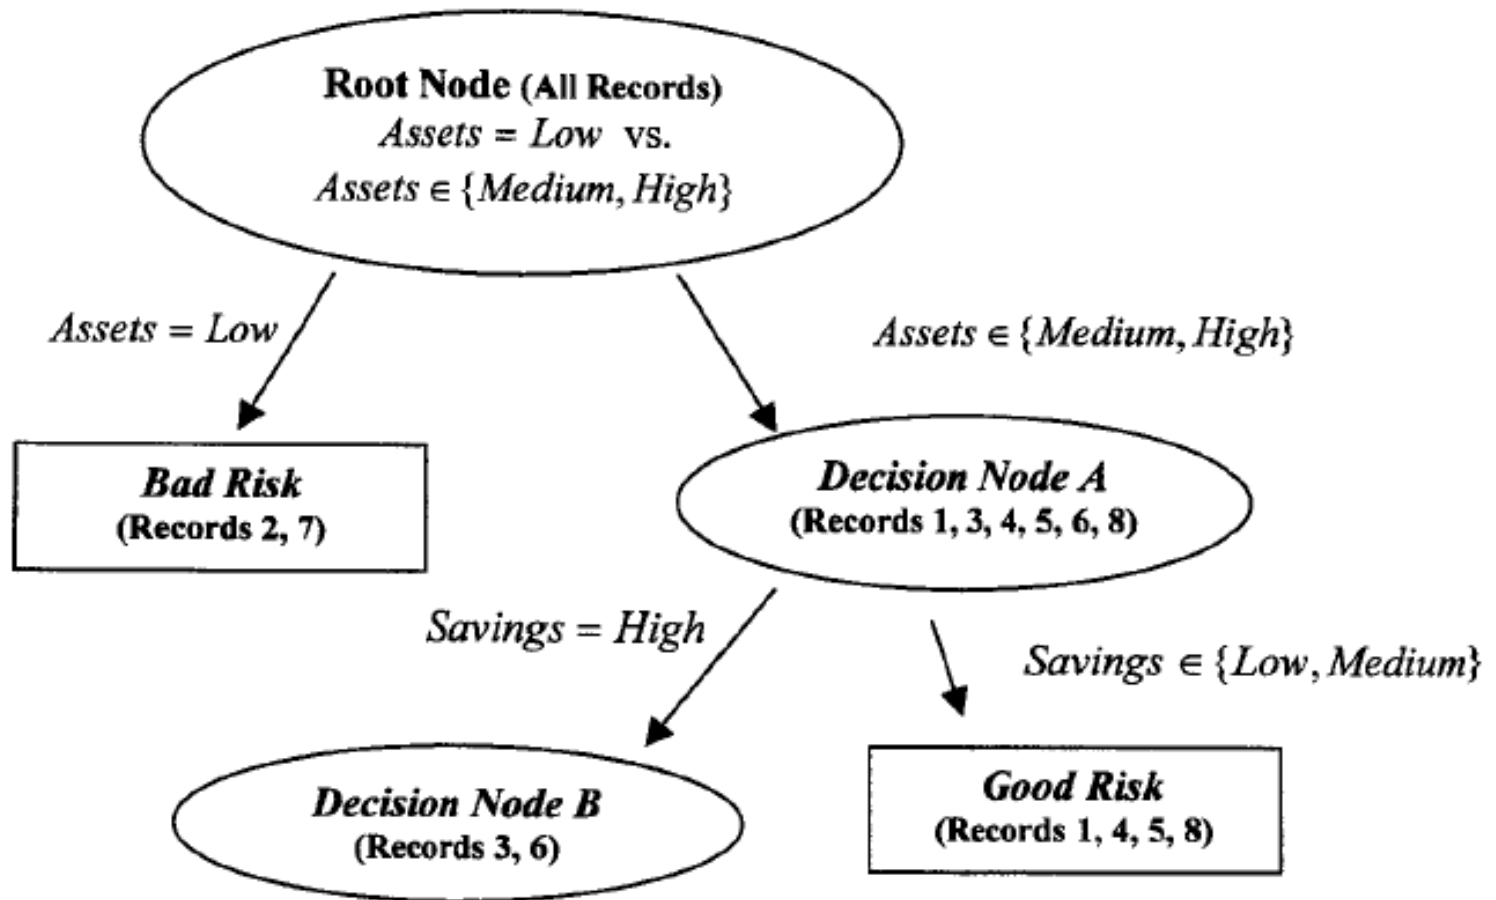 Root Node (All Records)
Assets = Low vs.
Assets ∈ {Medium, High}
Assets = Low
Assets ∈ {Medium, High}
Bad Risk
(Records 2, 7)
Decision Node A
(Records 1, 3, 4, 5, 6, 8)
Savings = High
Savings ∈ {Low, Medium}
Decision Node B
(Records 3, 6)
Good Risk
(Records 1, 4, 5, 8)